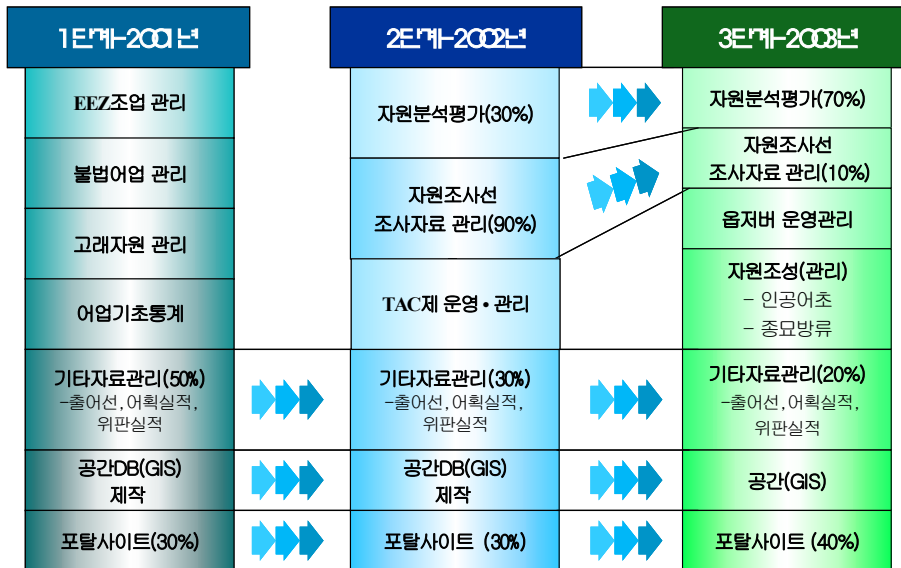 1단계-2001년
EEZ조업 관리
불법어업 관리
고래자원 관리
어업기초통계
기타자료관리(50%)
-출어선,어획실적,
위판실적
공간DB(GIS)
제작
포탈사이트(30%)
2단계-2002년
자원분석평가(30%)
자원조사선
조사자료 관리(90%)
TAC제 운영•관리
기타자료관리(30%)
-출어선,어획실적,
위판실적
공간DB(GIS)
제작
포탈사이트 (30%)
3단계-2003년
자원분석평가(70%)
자원조사선
조사자료 관리(10%)
옵저버 운영관리
자원조성(관리)
- 인공어초
- 종묘방류
기타자료관리(20%)
-출어선,어획실적,
위판실적
공간(GIS)
포탈사이트 (40%)